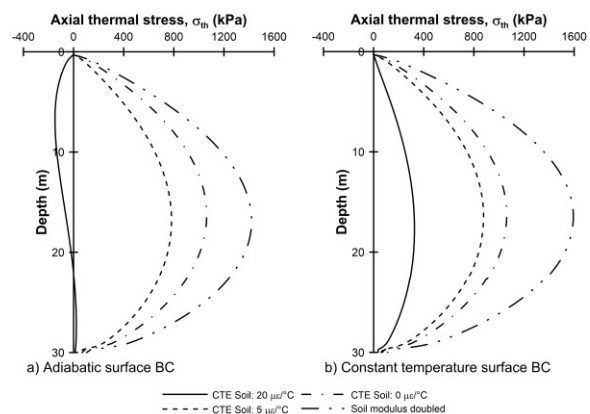 Axial thermal stress, σth (kPa)
-400 0 400 800 1200 1600
0
10
20
30
Depth (m)
a) Adiabatic surface BC
Axial thermal stress, σth (kPa)
-400 0 400 800 1200 1600
0
10
20
30
Depth (m)
b) Constant temperature surface BC
CTE Soil: 20 µε/°C
CTE Soil: 0 µε/°C
CTE Soil: 5 µε/°C
Soil modulus doubled